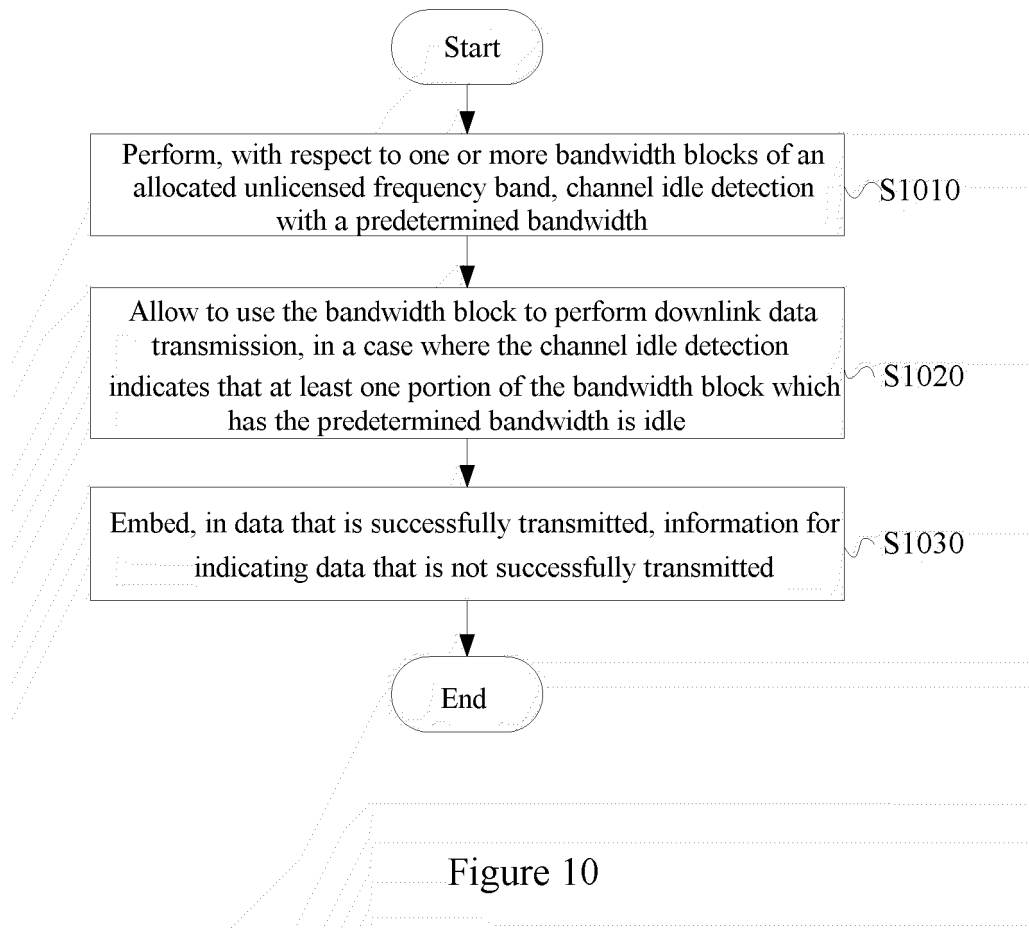 Start
Perform, with respect to one or more bandwidth blocks of an
allocated unlicensed frequency band, channel idle detection
with a predetermined bandwidth
S1010
Allow to use the bandwidth block to perform downlink data
transmission, in a case where the channel idle detection
indicates that at least one portion of the bandwidth block which
has the predetermined bandwidth is idle
S1020
Embed, in data that is successfully transmitted, information for
indicating data that is not successfully transmitted
S1030
End
Figure 10